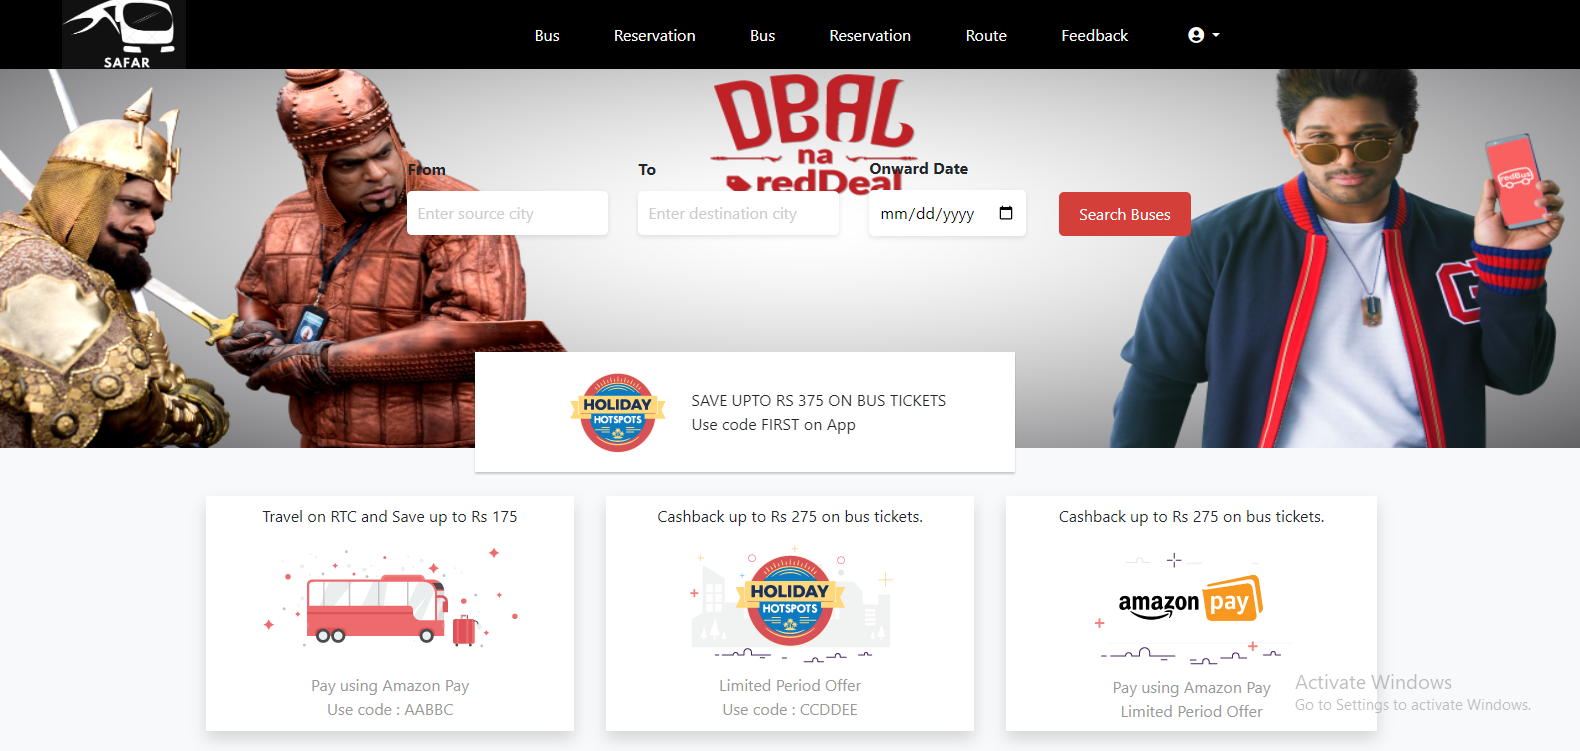 SAFAR
Bus
Reservation
Bus
Reservation
Route
Feedback
DEAL
na
redDeal
redBus
G
From
To
Onward Date
Enter source city
Enter destination city
mm/dd/yyyy
Search Buses
HOLIDAY
HOTSPOTS
SAVE UPTO RS 375 ON BUS TICKETS
Use code FIRST on App
Travel on RTC and Save up to Rs 175
Pay using Amazon Pay
Use code : AABBC
Cashback up to Rs 275 on bus tickets.
HOLIDAY
HOTSPOTS
Limited Period Offer
Use code : CCDDEE
Cashback up to Rs 275 on bus tickets.
amazon pay
Pay using Amazon Pay
Limited Period Offer
Activate Windows
Go to Settings to activate Windows.